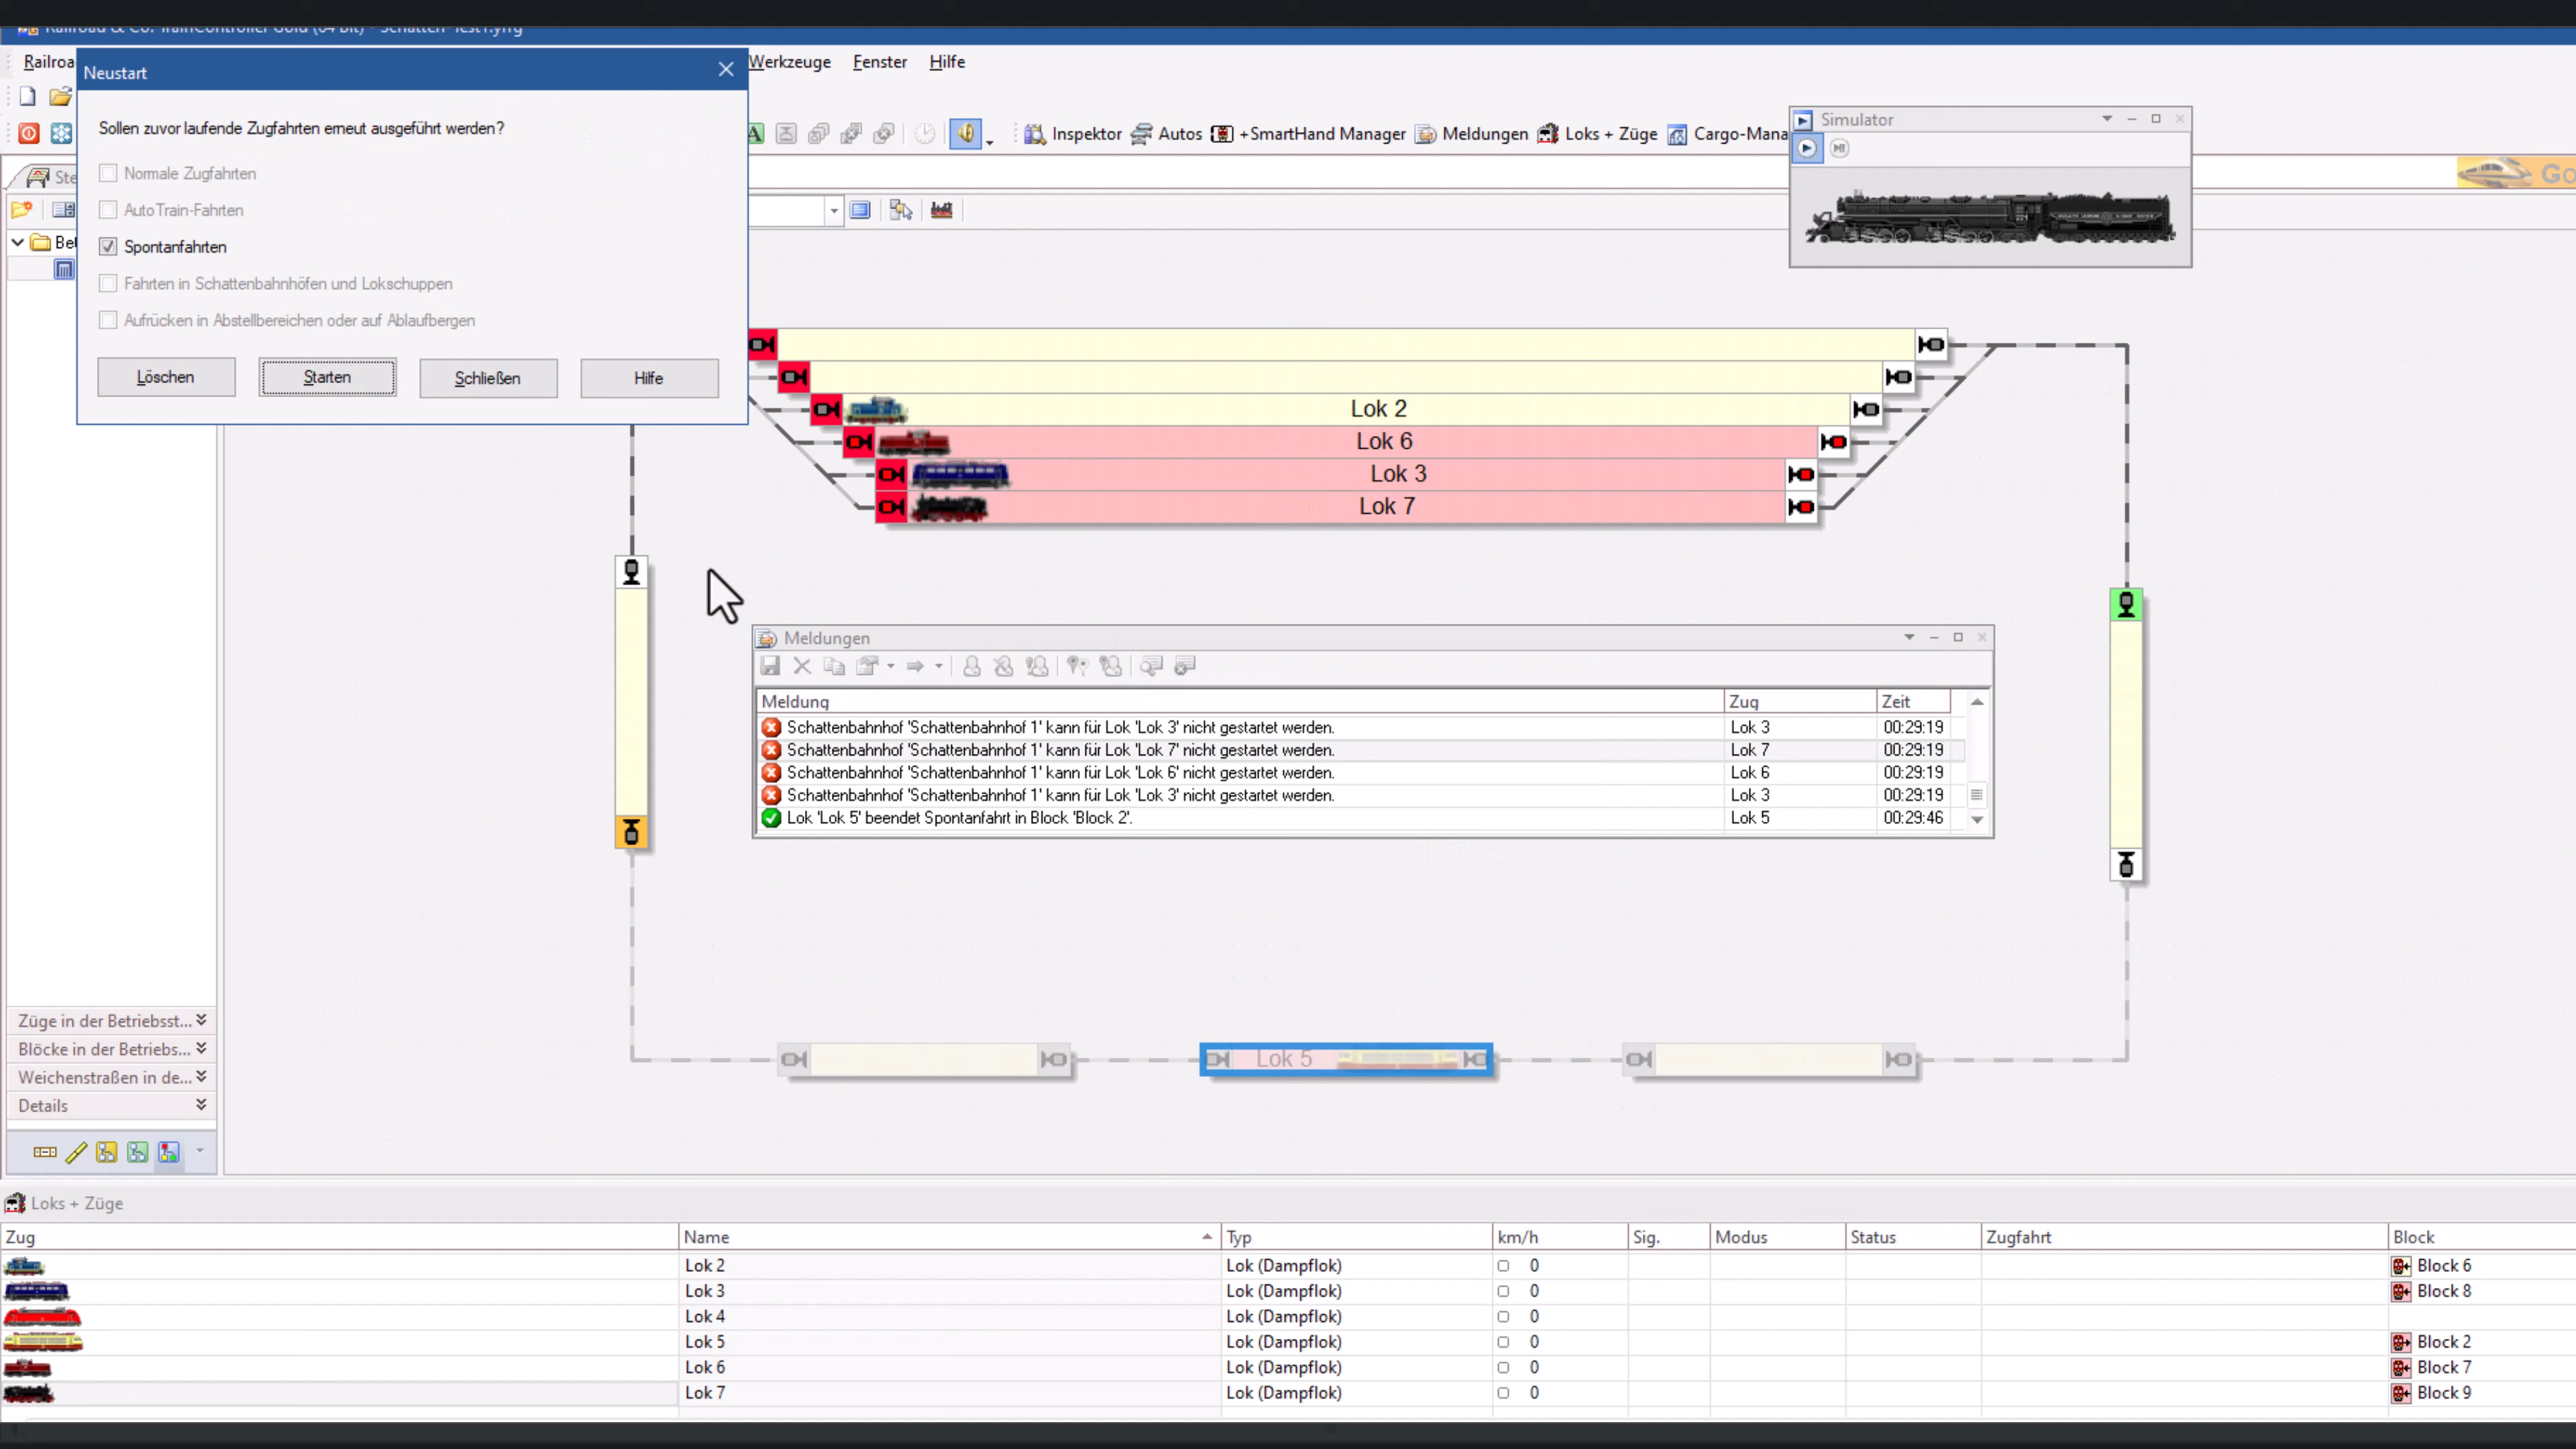 Railroad & Co. TrainController Gold (64 Bit) - Schatten-Test1.yrrg
Neustart
Werkzeuge Fenster Hilfe
Sollen zuvor laufende Zugfahrten erneut ausgeführt werden?
Normale Zugfahrten
AutoTrain-Fahrten
Spontanfahrten
Fahrten in Schattenbahnhöfen und Lokschuppen
Aufrücken in Abstellbereichen oder auf Ablaufbergen
Löschen Starten Schließen Hilfe
Inspektor Autos +SmartHand Manager Meldungen Loks + Züge Cargo-Mana
Simulator
Lok 2
Lok 6
Lok 3
Lok 7
Meldungen
Meldung Zug Zeit
Schattenbahnhof 'Schattenbahnhof 1' kann für Lok 'Lok 3' nicht gestartet werden. Lok 3 00:29:19
Schattenbahnhof 'Schattenbahnhof 1' kann für Lok 'Lok 7' nicht gestartet werden. Lok 7 00:29:19
Schattenbahnhof 'Schattenbahnhof 1' kann für Lok 'Lok 6' nicht gestartet werden. Lok 6 00:29:19
Schattenbahnhof 'Schattenbahnhof 1' kann für Lok 'Lok 3' nicht gestartet werden. Lok 3 00:29:19
Lok 'Lok 5' beendet Spontanfahrt in Block 'Block 2'. Lok 5 00:29:46
Lok 5
Züge in der Betriebsst...
Blöcke in der Betriebs...
Weichenstraßen in de...
Details
Loks + Züge
Zug Name Typ km/h Sig. Modus Status Zugfahrt Block
Lok 2 Lok (Dampflok) 0 Block 6
Lok 3 Lok (Dampflok) 0 Block 8
Lok 4 Lok (Dampflok) 0
Lok 5 Lok (Dampflok) 0 Block 2
Lok 6 Lok (Dampflok) 0 Block 7
Lok 7 Lok (Dampflok) 0 Block 9